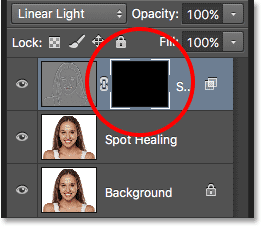 Linear Light Opacity: 100%
Lock: Fill: 100%
S...
Spot Healing
Background